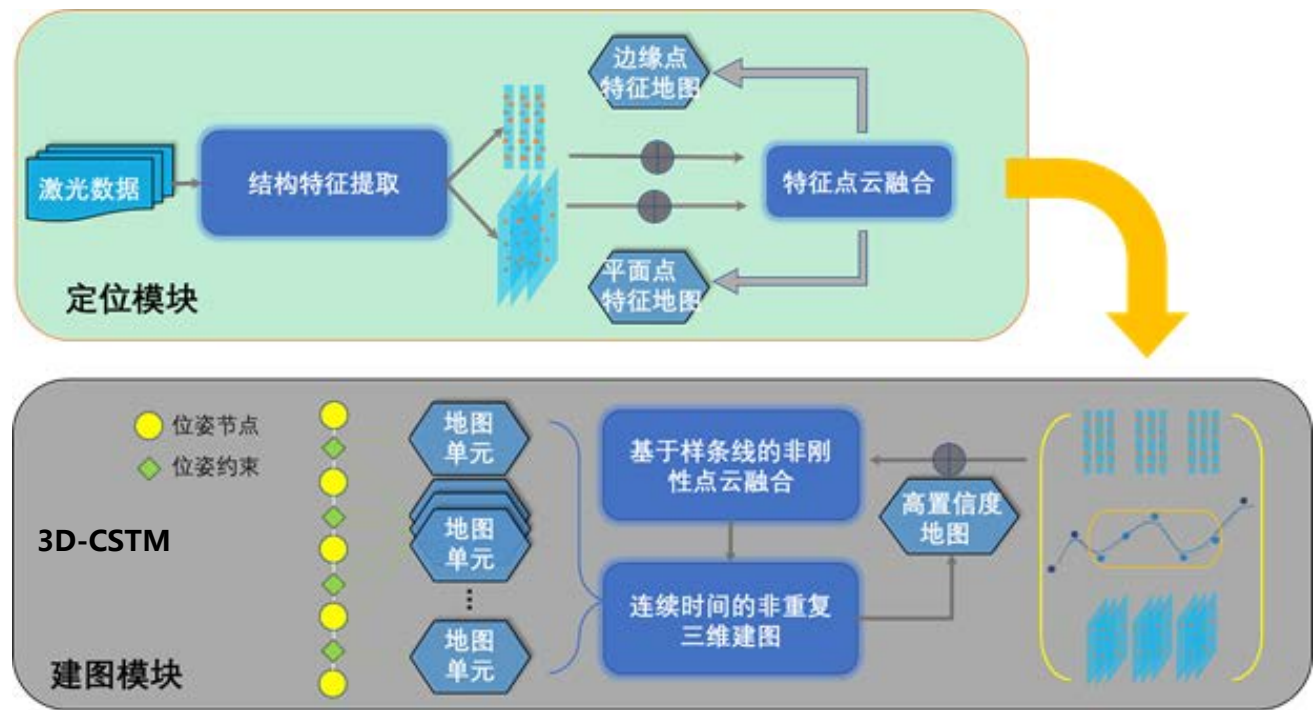 边缘点
特征地图
激光数据
结构特征提取
特征点云融合
平面点
特征地图
定位模块
位姿节点
位姿约束
3D-CSTM
建图模块
地图
单元
地图
单元
...
地图
单元
基于样条线的非刚
性点云融合
连续时间的非重复
三维建图
高置信度
地图